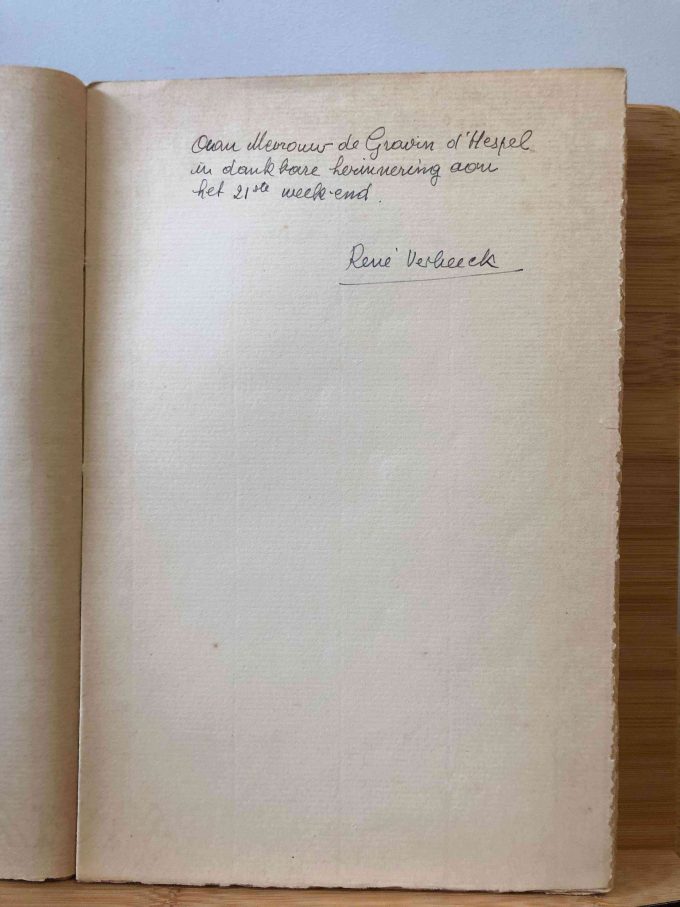 Aan Mevrouw de Gravin d'Hespel
in dankbare herinnering aan
het 21ste week-end.
René Verbeeck